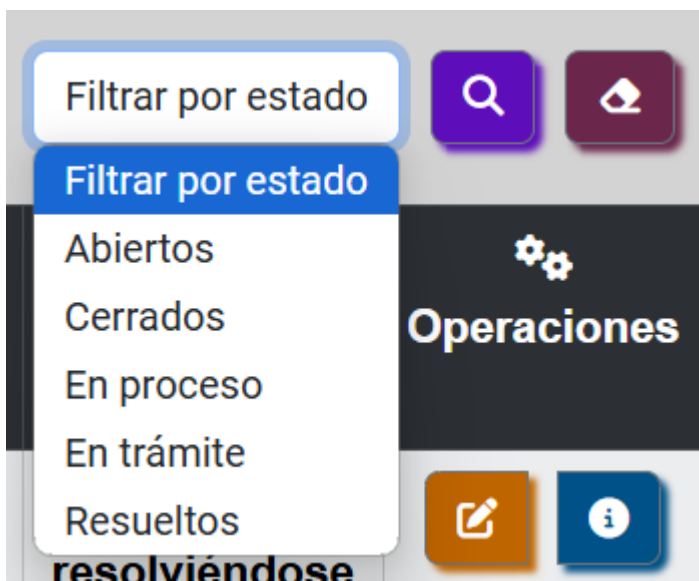 Filtrar por estado
Filtrar por estado
Abiertos
Cerrados
En proceso
En trámite
Resueltos
Operaciones
resolviéndose